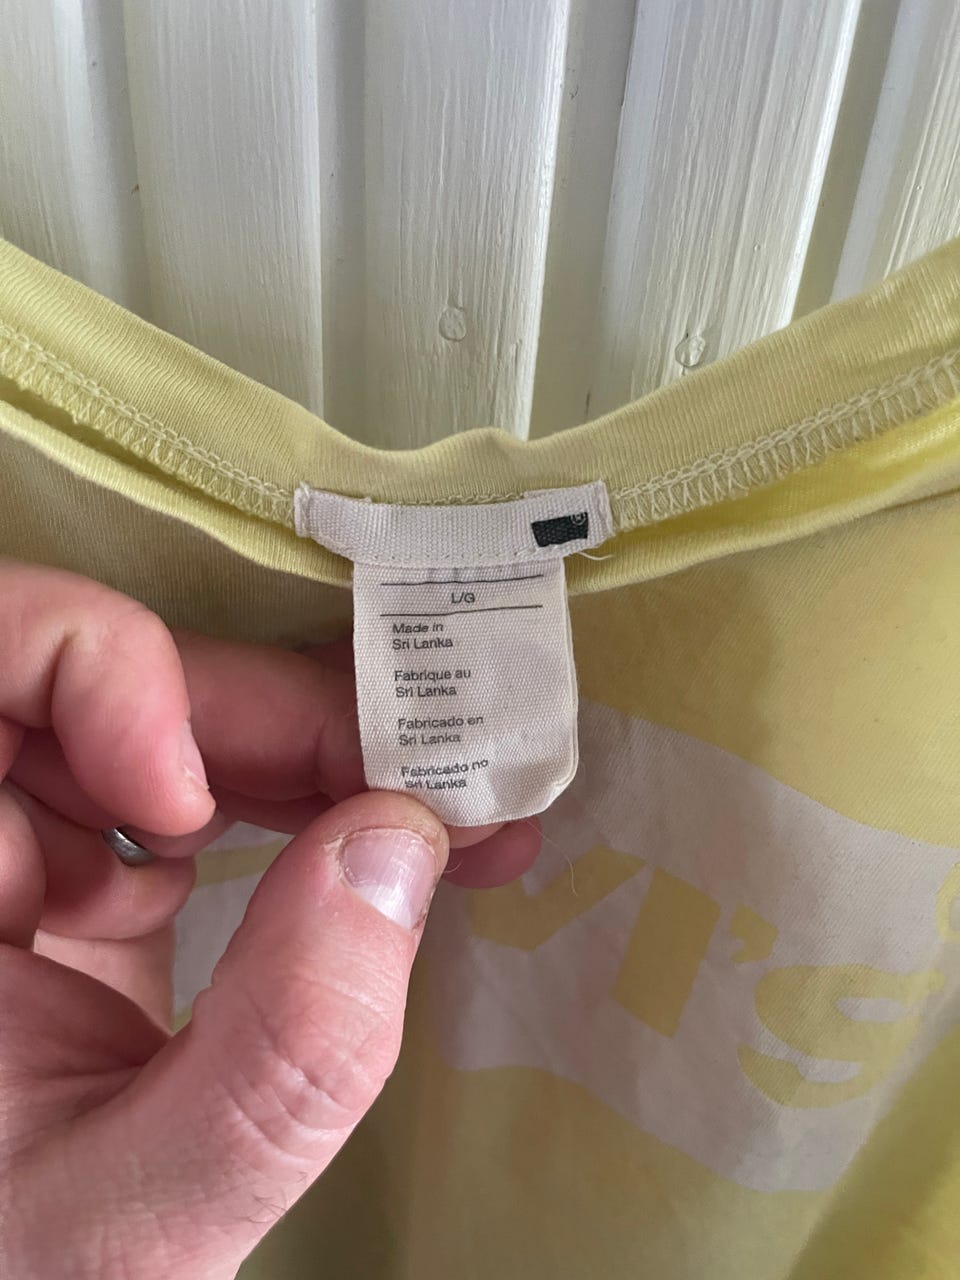 ®
L/G
Made in
Sri Lanka
Fabrique au
Sri Lanka
Fabricado en
Sri Lanka
Fabricado no
Sri Lanka
vi's